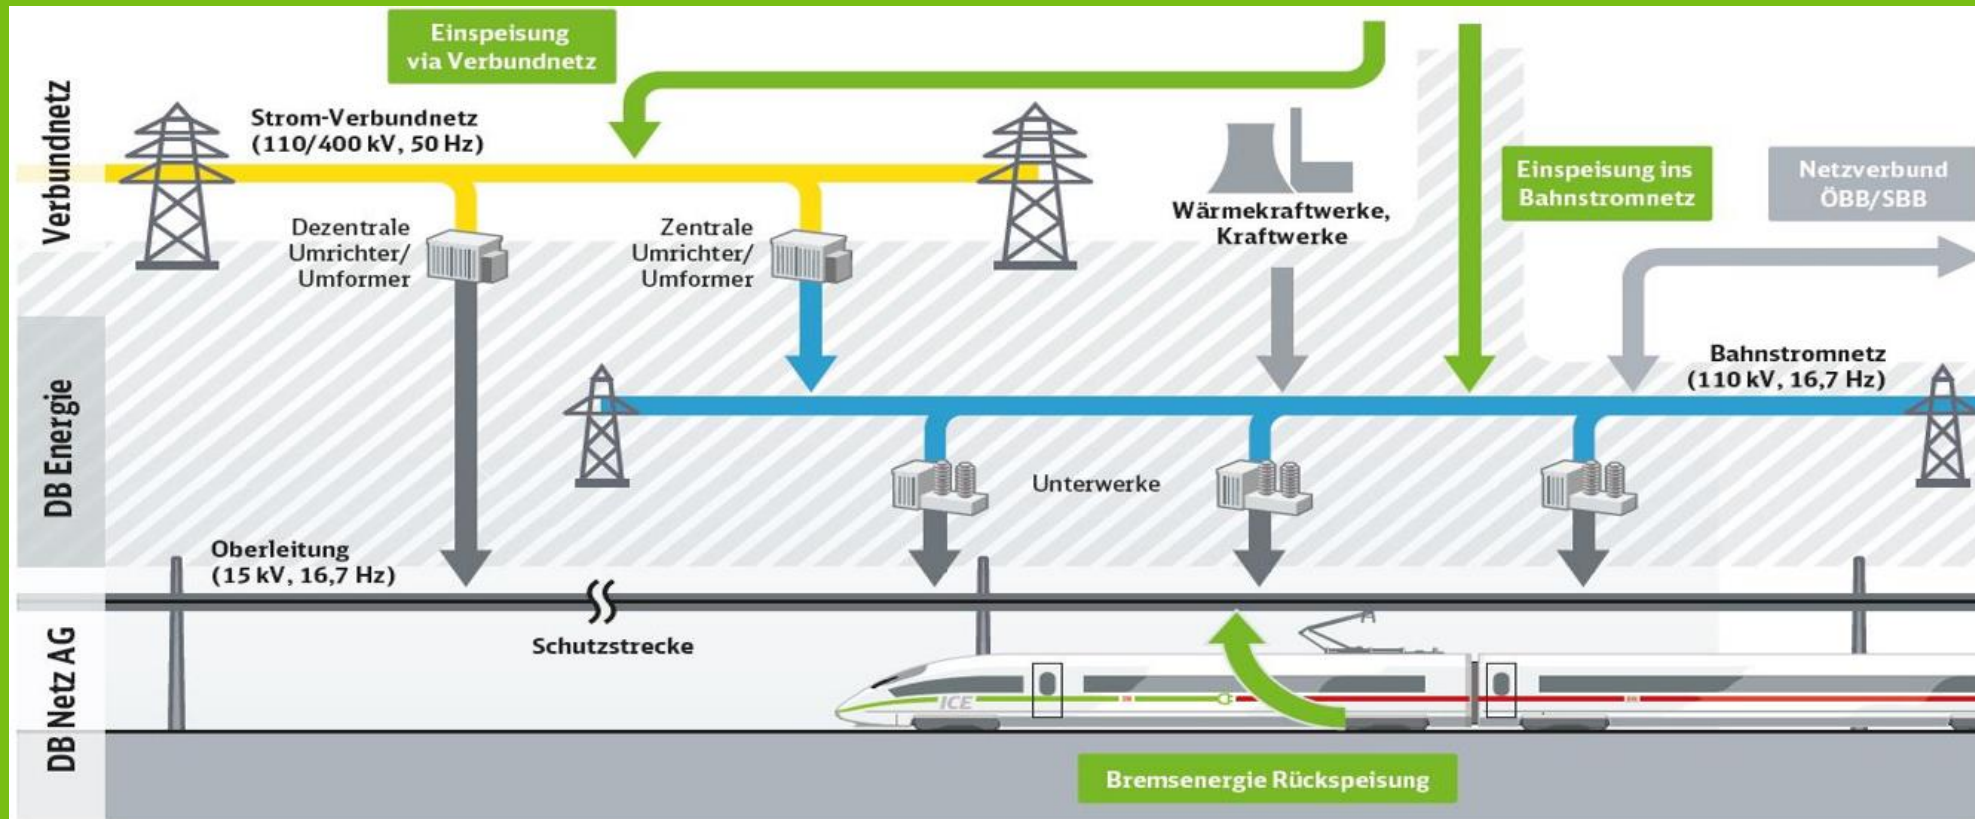 Einspeisung
via Verbundnetz
Verbundnetz
Strom-Verbundnetz
(110/400 kV, 50 Hz)
Einspeisung ins
Bahnstromnetz
Netzverbund
ÖBB/SBB
Wärmekraftwerke,
Kraftwerke
Dezentrale
Umrichter/
Umformer
Zentrale
Umrichter/
Umformer
Bahnstromnetz
(110 kV, 16,7 Hz)
DB Energie
Unterwerke
Oberleitung
(15 kV, 16,7 Hz)
DB Netz AG
Schutzstrecke
ICE
Bremsenergie Rückspeisung